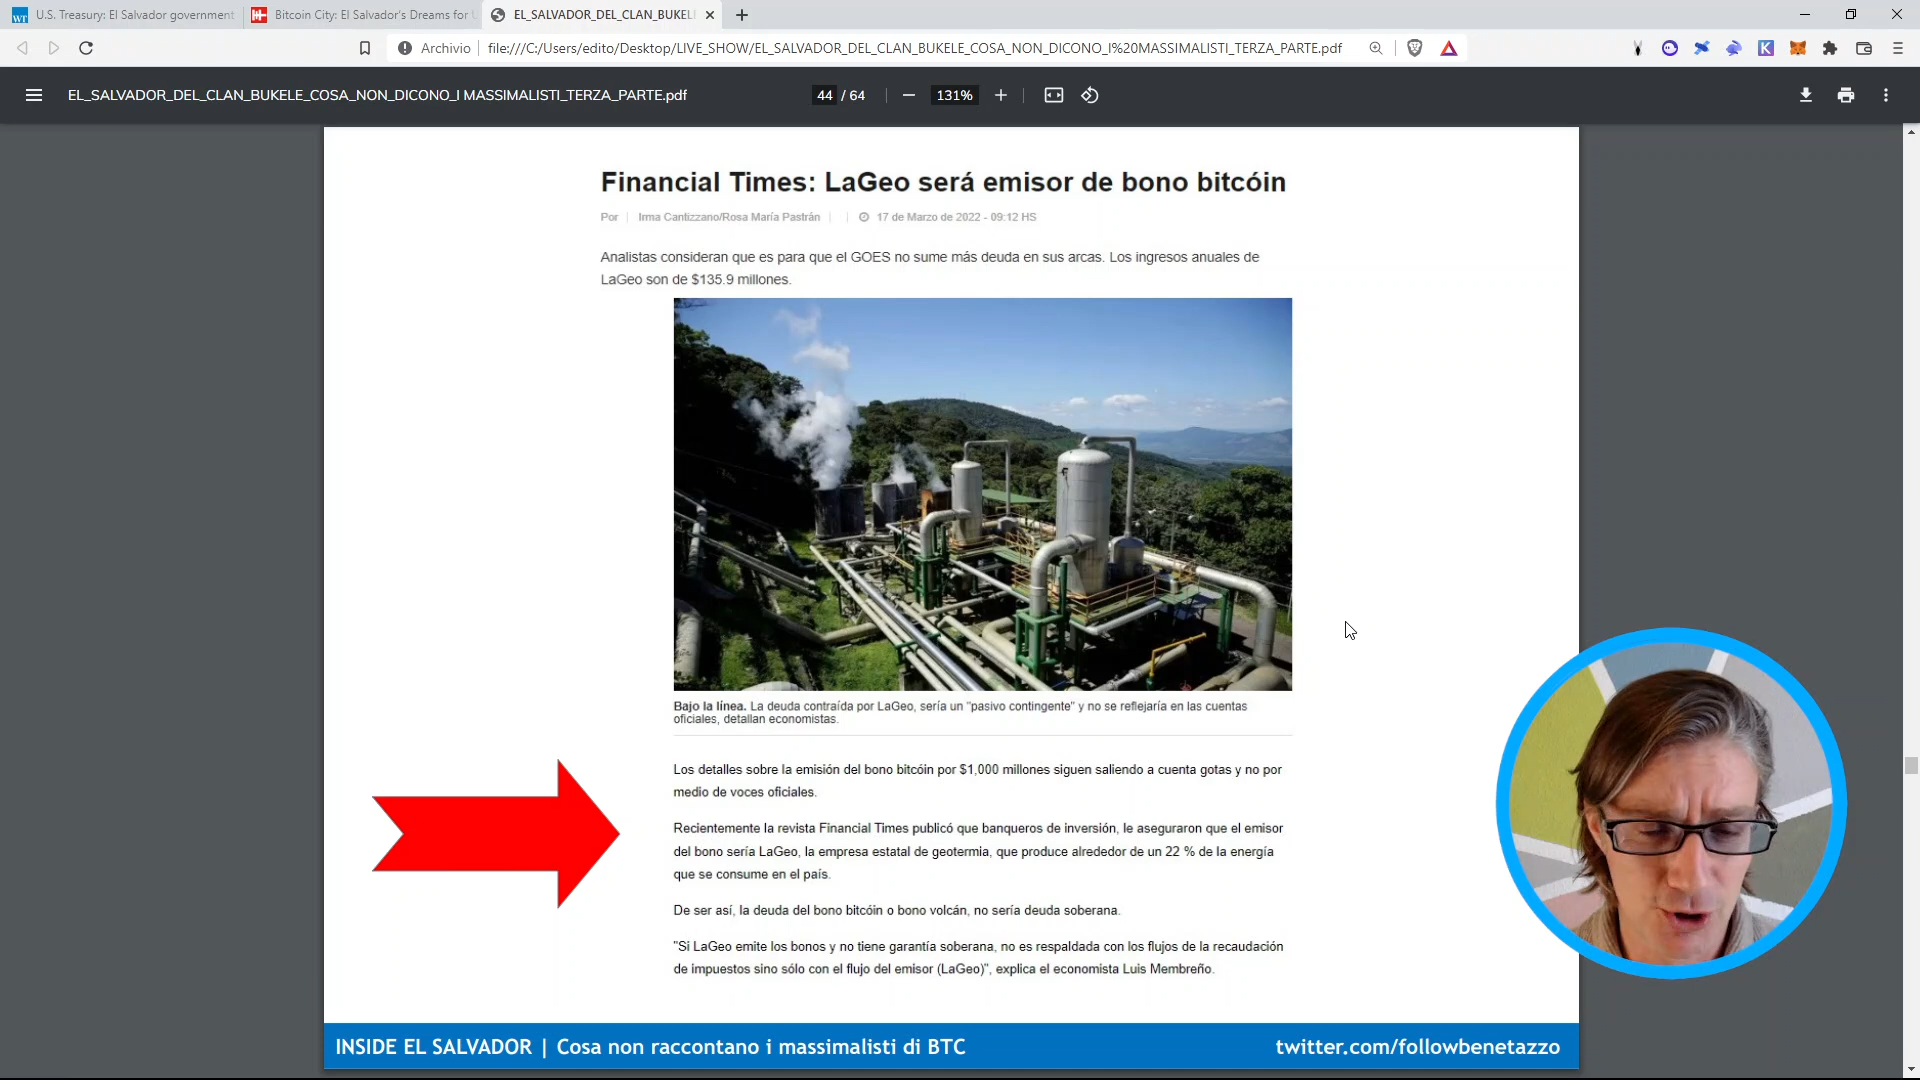 U.S. Treasury: El Salvador government
Bitcoin City: El Salvador's Dreams for
EL_SALVADOR_DEL_CLAN_BUKEL
Archivio
file:///C:/Users/edito/Desktop/LIVE_SHOW/EL_SALVADOR_DEL_CLAN_BUKELE_COSA_NON_DICONO_I%20MASSIMALISTI_TERZA_PARTE.pdf
EL_SALVADOR_DEL_CLAN_BUKELE_COSA_NON_DICONO_I MASSIMALISTI_TERZA_PARTE.pdf
44 / 64
131%
Financial Times: LaGeo será emisor de bono bitcóin
Por | Irma Cantizzano/Rosa María Pastrán | | 17 de Marzo de 2022 - 09:12 HS
Analistas consideran que es para que el GOES no sume más deuda en sus arcas. Los ingresos anuales de
LaGeo son de $135.9 millones.
Bajo la línea. La deuda contraída por LaGeo, sería un "pasivo contingente" y no se reflejaría en las cuentas
oficiales, detallan economistas.
Los detalles sobre la emisión del bono bitcóin por $1,000 millones siguen saliendo a cuenta gotas y no por
medio de voces oficiales.
Recientemente la revista Financial Times publicó que banqueros de inversión, le aseguraron que el emisor
del bono sería LaGeo, la empresa estatal de geotermia, que produce alrededor de un 22 % de la energía
que se consume en el país.
De ser así, la deuda del bono bitcóin o bono volcán, no sería deuda soberana.
"Si LaGeo emite los bonos y no tiene garantía soberana, no es respaldada con los flujos de la recaudación
de impuestos sino sólo con el flujo del emisor (LaGeo)", explica el economista Luis Membreño.
INSIDE EL SALVADOR | Cosa non raccontano i massimalisti di BTC
twitter.com/followbenetazzo